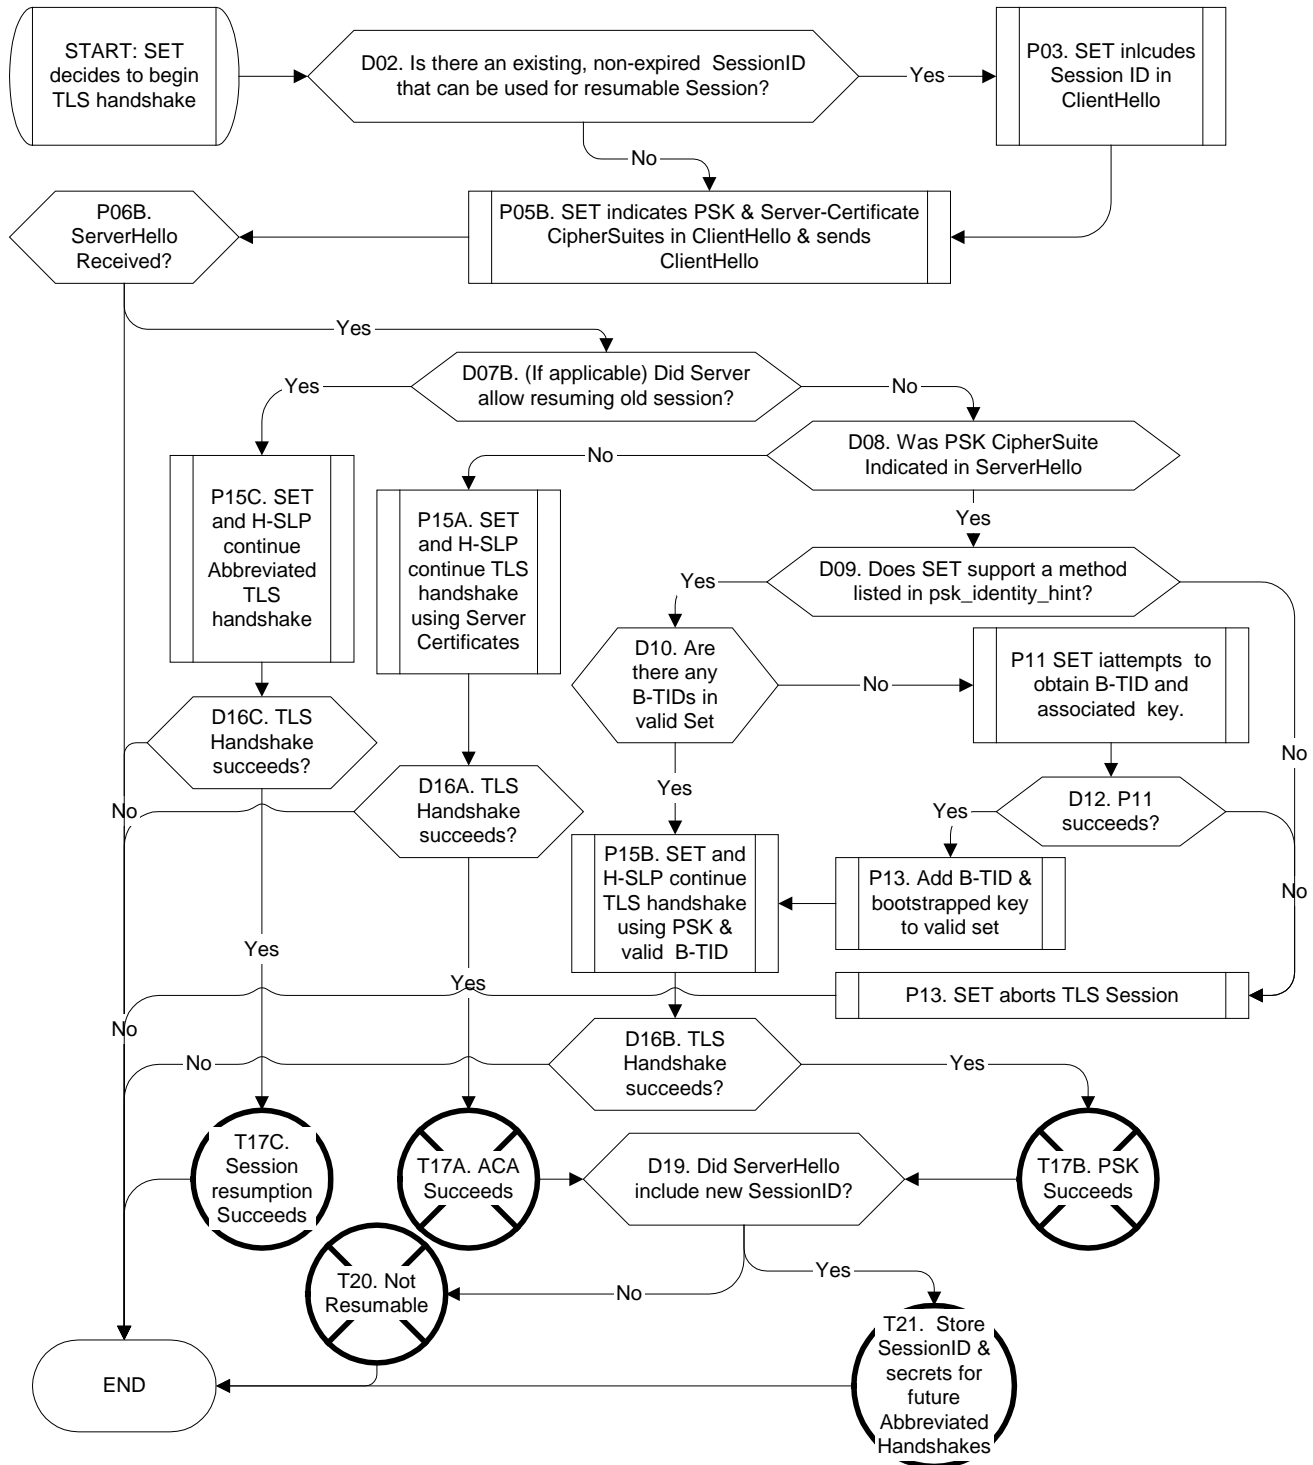 START: SET
decides to begin
TLS handshake
D02. Is there an existing, non-expired SessionID
that can be used for resumable Session?
Yes
P03. SET inlcudes
Session ID in
ClientHello
No
P06B.
ServerHello
Received?
P05B. SET indicates PSK & Server-Certificate
CipherSuites in ClientHello & sends
ClientHello
Yes
D07B. (If applicable) Did Server
allow resuming old session?
Yes
No
D08. Was PSK CipherSuite
Indicated in ServerHello
No
Yes
P15C. SET
and H-SLP
continue
Abbreviated
TLS
handshake
P15A. SET
and H-SLP
continue TLS
handshake
using Server
Certificates
D09. Does SET support a method
listed in psk_identity_hint?
Yes
No
D10. Are
there any
B-TIDs in
valid Set
No
P11 SET iattempts to
obtain B-TID and
associated key.
D16C. TLS
Handshake
succeeds?
No
D16A. TLS
Handshake
succeeds?
Yes
D12. P11
succeeds?
Yes
No
P15B. SET and
H-SLP continue
TLS handshake
using PSK &
valid B-TID
P13. Add B-TID &
bootstrapped key
to valid set
Yes
Yes
P13. SET aborts TLS Session
No
No
D16B. TLS
Handshake
succeeds?
Yes
T17C.
Session
resumption
Succeeds
T17A. ACA
Succeeds
D19. Did ServerHello
include new SessionID?
T17B. PSK
Succeeds
T20. Not
Resumable
No
Yes
T21. Store
SessionID &
secrets for
future
Abbreviated
Handshakes
END